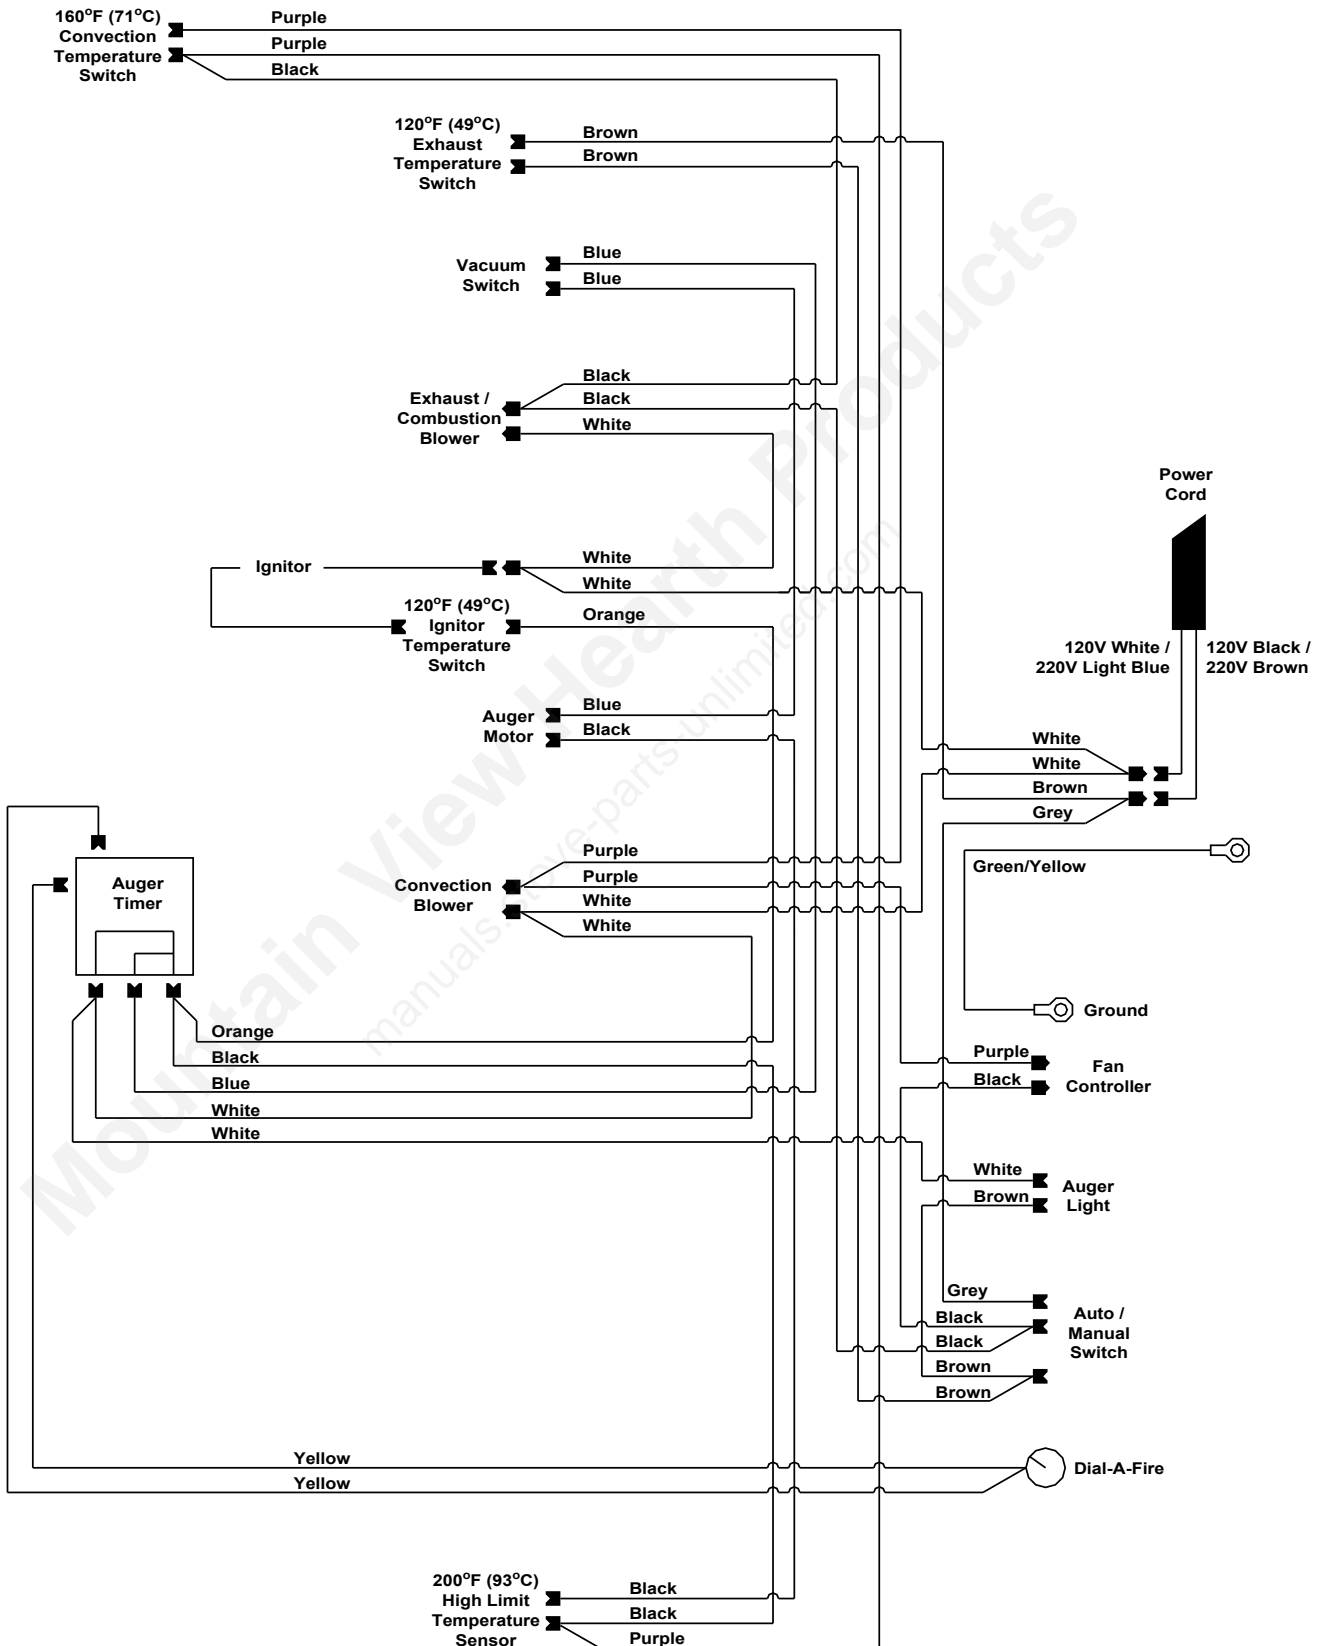 160°F (71°C)
Convection
Temperature
Switch
Purple
Purple
Black
120°F (49°C)
Exhaust
Temperature
Switch
Brown
Brown
Vacuum
Switch
Blue
Blue
Exhaust /
Combustion
Blower
Black
Black
White
Power
Cord
Ignitor
White
White
120°F (49°C)
Ignitor
Temperature
Switch
Orange
120V White /
220V Light Blue
120V Black /
220V Brown
Auger
Motor
Blue
Black
White
White
Brown
Grey
Green/Yellow
Auger
Timer
Convection
Blower
Purple
Purple
White
White
Ground
Orange
Black
Blue
White
White
Purple
Black
Fan
Controller
White
Brown
Auger
Light
Grey
Black
Black
Brown
Brown
Auto /
Manual
Switch
Yellow
Yellow
Dial-A-Fire
200°F (93°C)
High Limit
Temperature
Sensor
Black
Black
Purple
Mountain View Hearth Products
manuals.stove-parts-unlimited.com